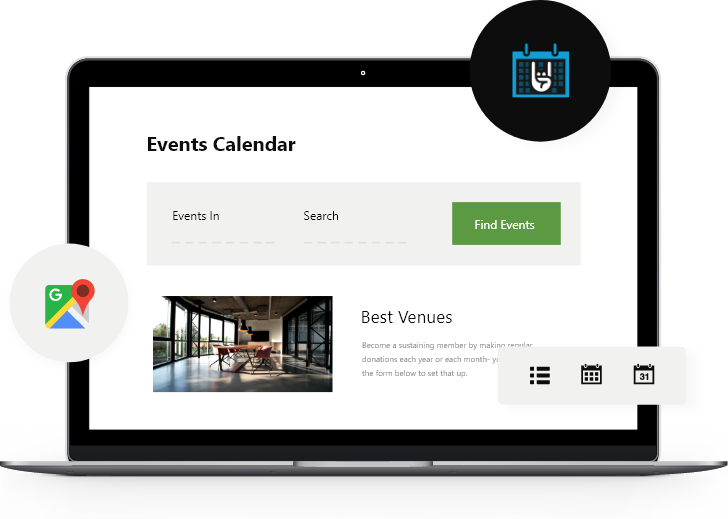 Events Calendar
Events In
Search
Find Events
G
Best Venues
Become a sustaining member by making regular
donations each year or each month-
the form below to set that up.
31